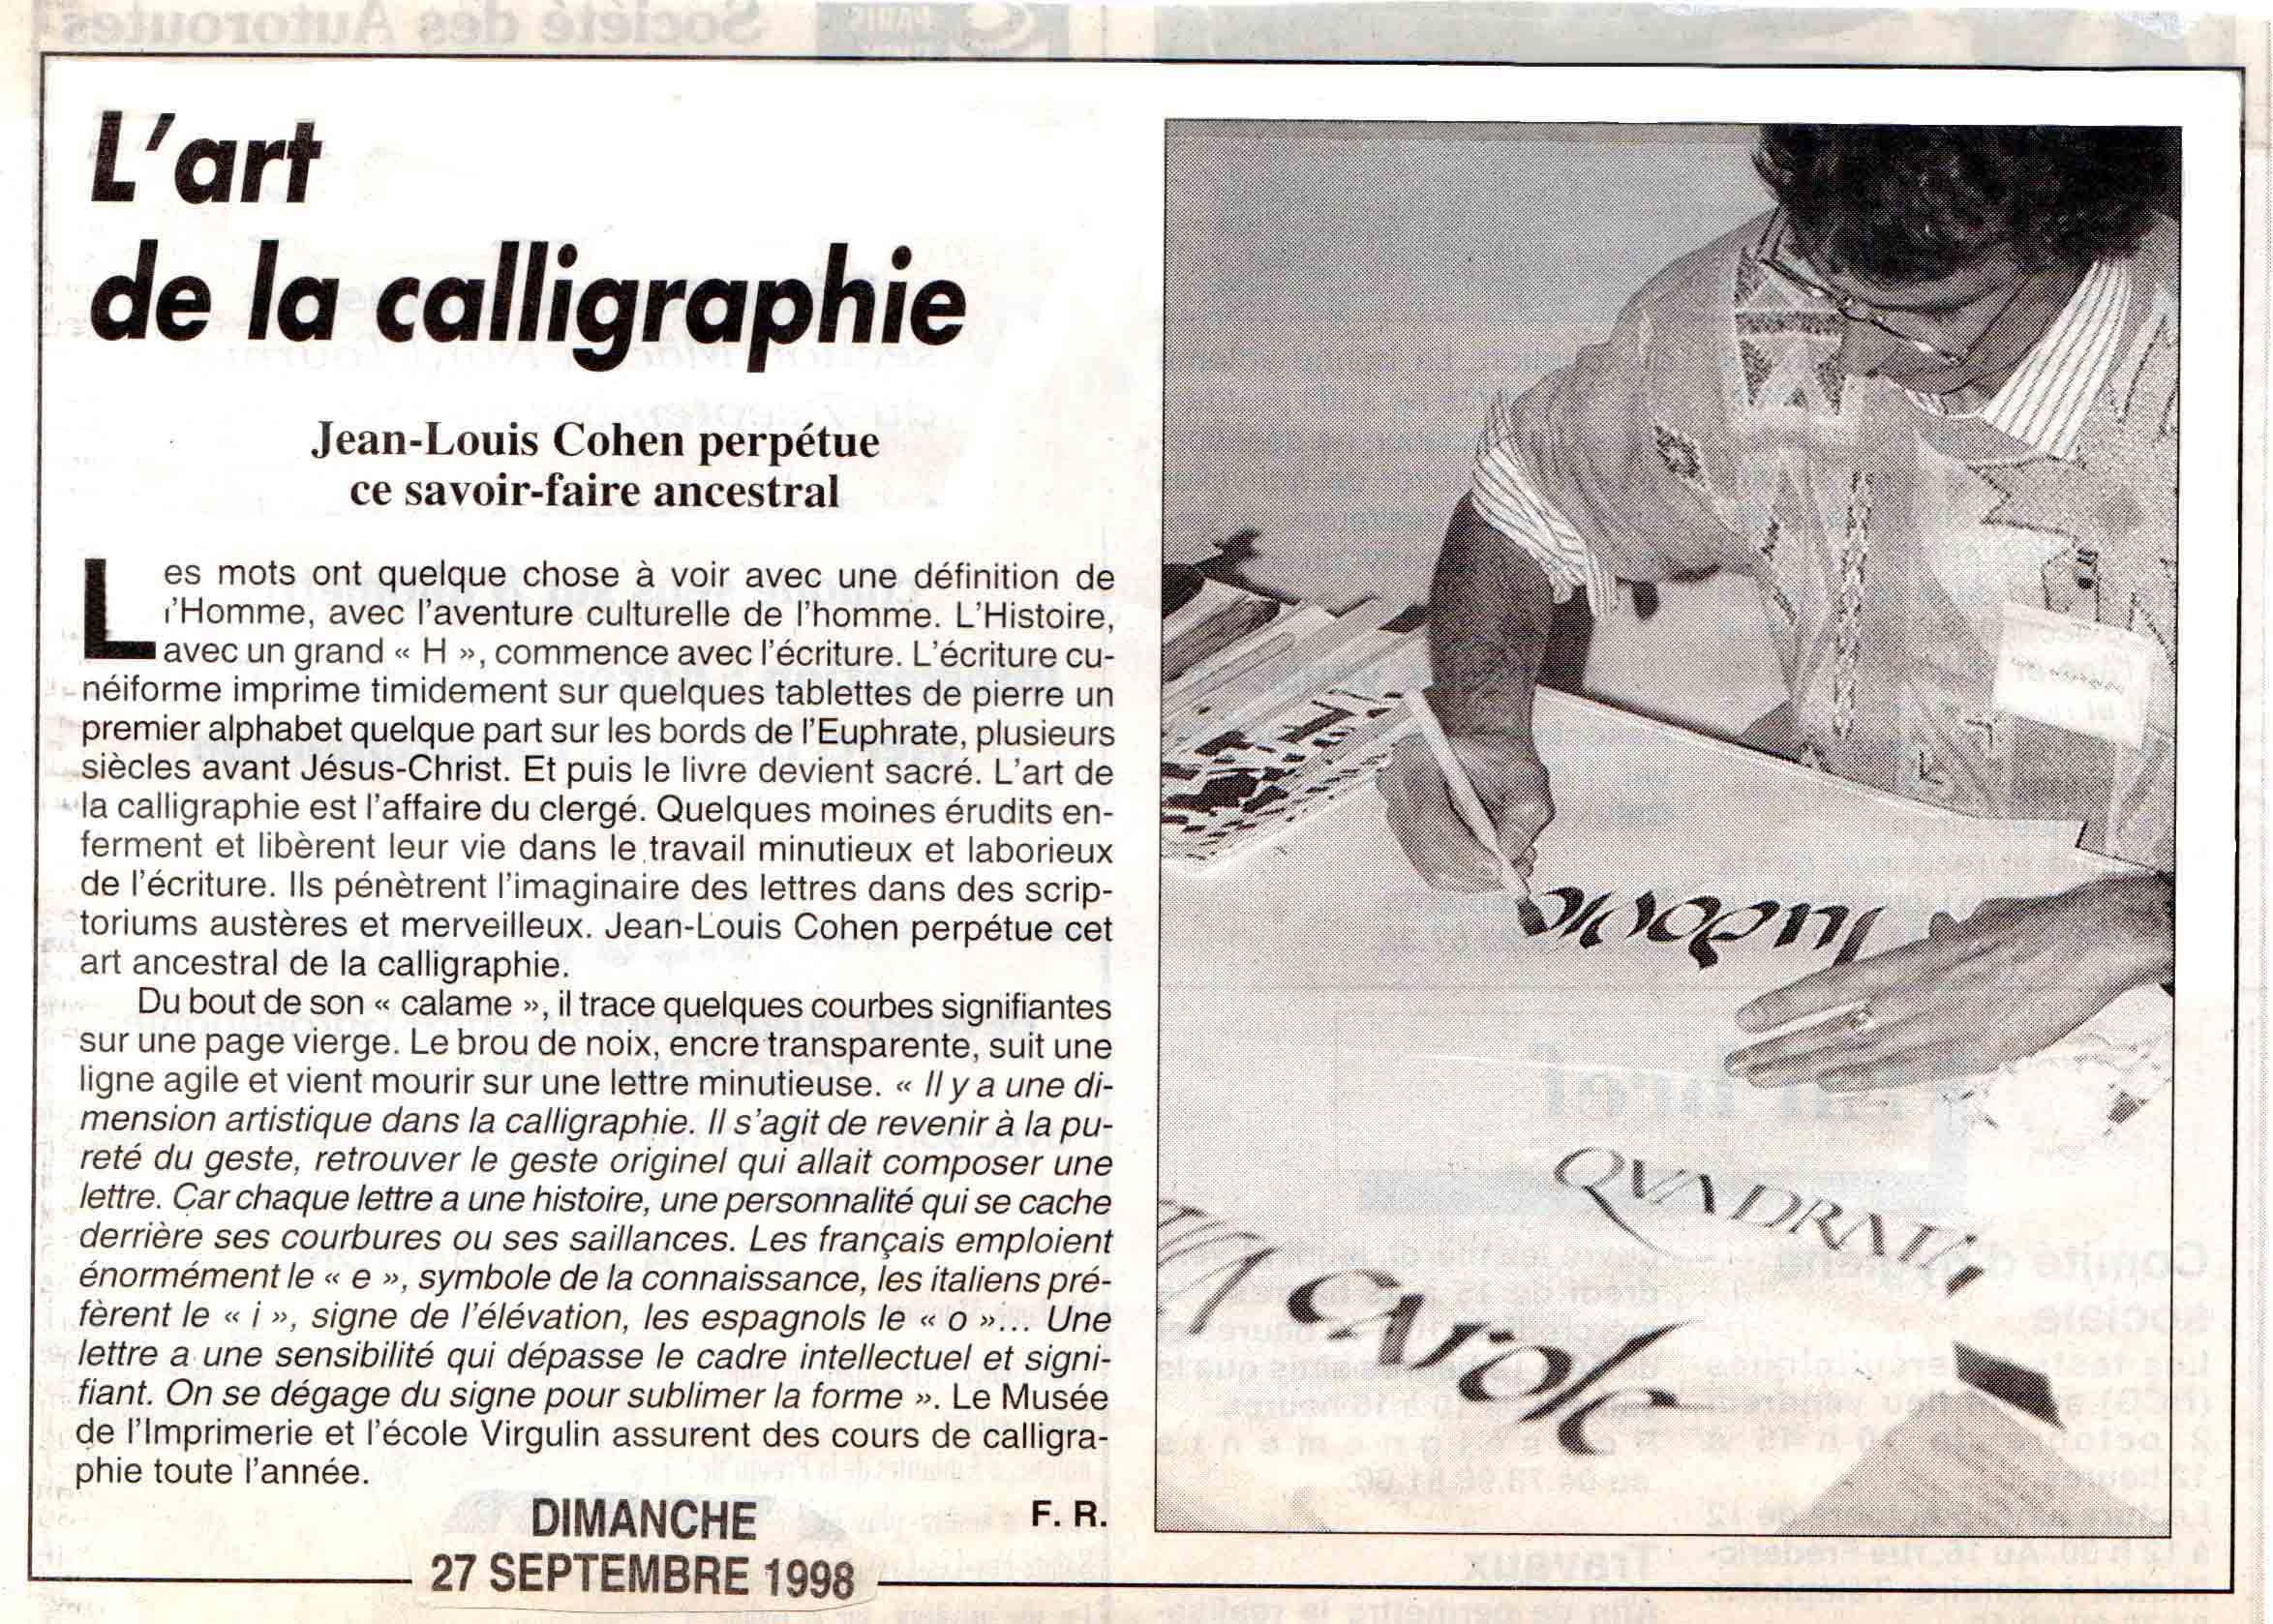 L'art
de la calligraphie
Jean-Louis Cohen perpétue
ce savoir-faire ancestral
Les mots ont quelque chose à voir avec une définition de
l'Homme, avec l'aventure culturelle de l'homme. L'Histoire,
avec un grand « H », commence avec l'écriture. L'écriture cu-
néiforme imprime timidement sur quelques tablettes de pierre un
premier alphabet quelque part sur les bords de l'Euphrate, plusieurs
siècles avant Jésus-Christ. Et puis le livre devient sacré. L'art de
la calligraphie est l'affaire du clergé. Quelques moines érudits en-
ferment et libèrent leur vie dans le travail minutieux et laborieux
de l'écriture. Ils pénètrent l'imaginaire des lettres dans des scrip-
toriums austères et merveilleux. Jean-Louis Cohen perpétue cet
art ancestral de la calligraphie.
Du bout de son « calame », il trace quelques courbes signifiantes
sur une page vierge. Le brou de noix, encre transparente, suit une
ligne agile et vient mourir sur une lettre minutieuse. « Il y a une di-
mension artistique dans la calligraphie. Il s'agit de revenir à la pu-
reté du geste, retrouver le geste originel qui allait composer une
lettre. Car chaque lettre a une histoire, une personnalité qui se cache
derrière ses courbures ou ses saillances. Les français emploient
énormément le « e », symbole de la connaissance, les italiens pré-
fèrent le « i », signe de l'élévation, les espagnols le « o »... Une
lettre a une sensibilité qui dépasse le cadre intellectuel et signi-
fiant. On se dégage du signe pour sublimer la forme ». Le Musée
de l'Imprimerie et l'école Virgulin assurent des cours de calligra-
phie toute l'année.
F. R.
DIMANCHE
27 SEPTEMBRE 1998
QVADRATA
carole